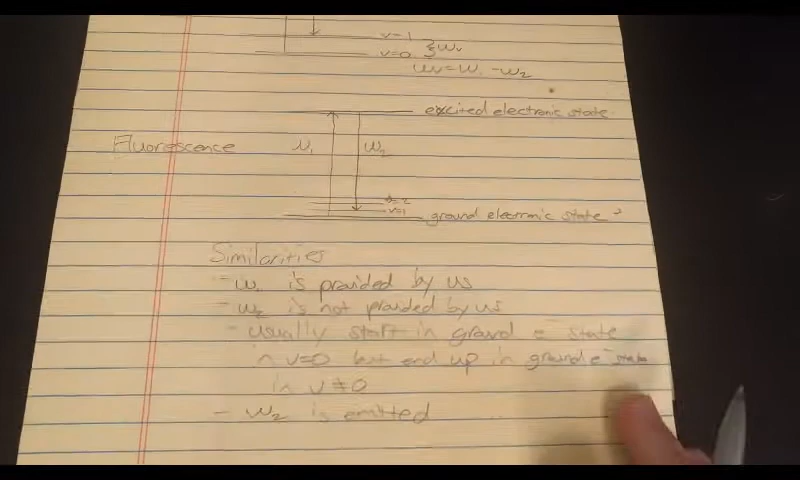 v=1
v=0 } ωv
ωv=ω1-ω2
excited electronic state
Fluorescence ω1 ω2
v=2
v=1
ground electronic state
Similarities
- ω1 is provided by us
- ω2 is not provided by us
- usually start in ground e⁻ state
in v=0 but end up in ground e⁻ state
in v≠0
- ω2 is emitted